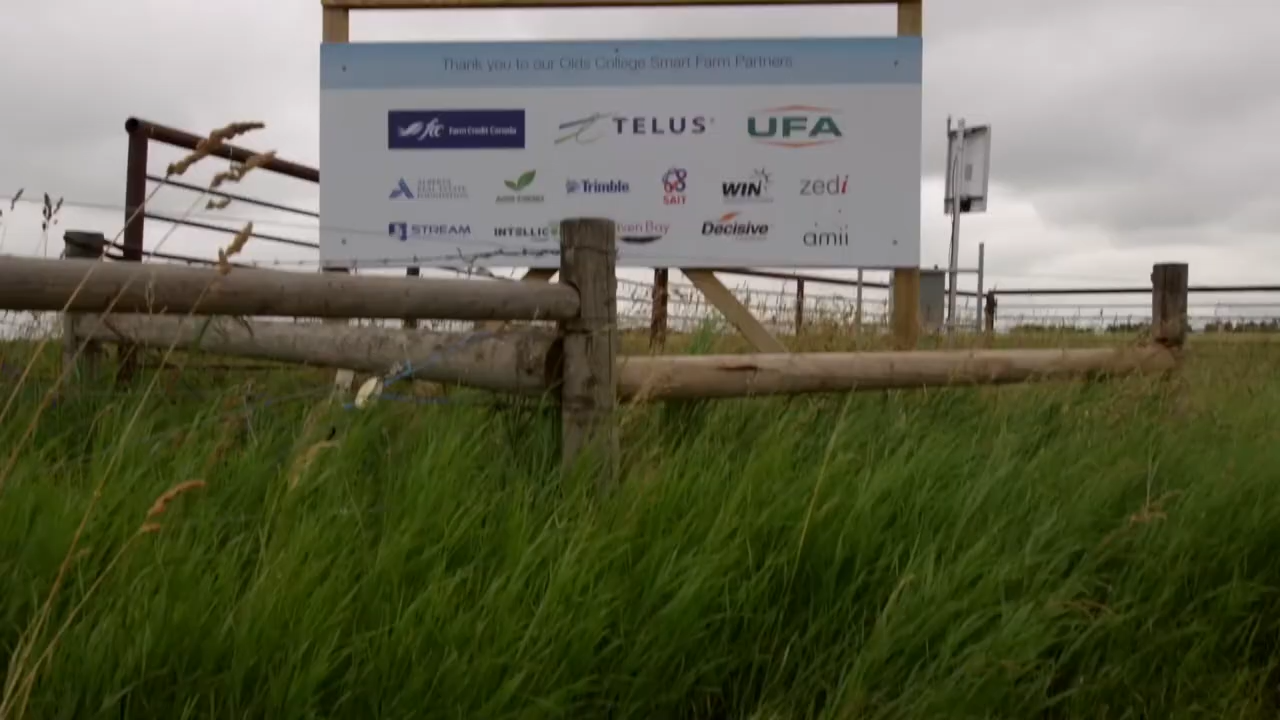 Thank you to our Olds College Smart Farm Partners
fcc Farm Credit Canada TELUS® UFA
Trimble SAIT WIN zedi
STREAM INTELLIC Decisive amii